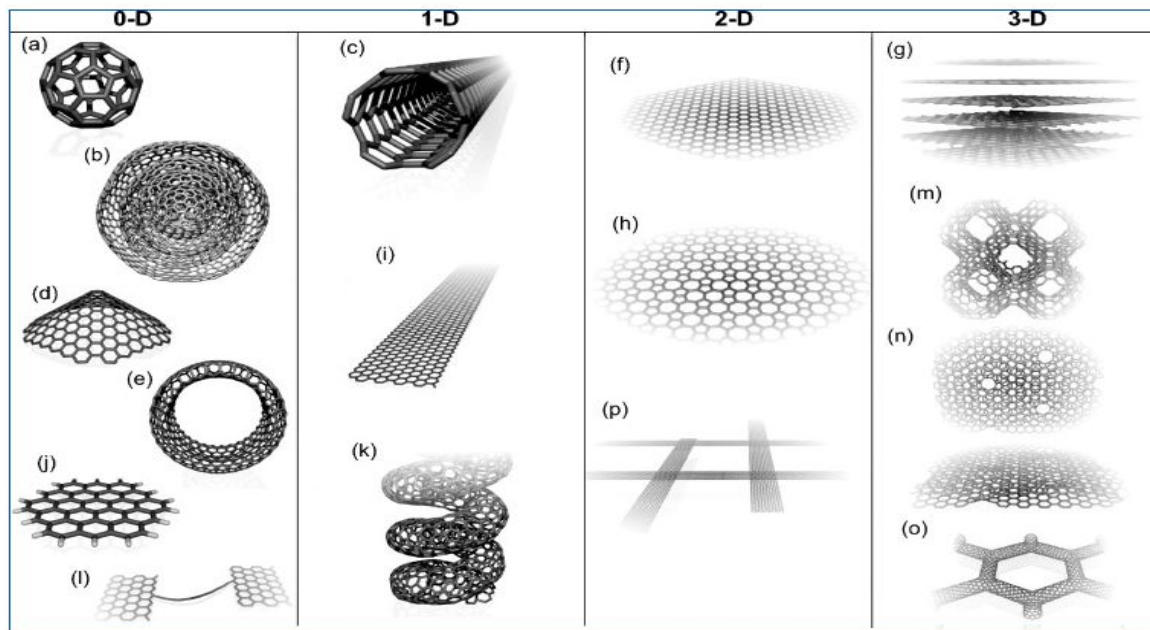 0-D
1-D
2-D
3-D
(a)
(b)
(d)
(e)
(j)
(l)
(c)
(i)
(k)
(f)
(h)
(p)
(g)
(m)
(n)
(o)